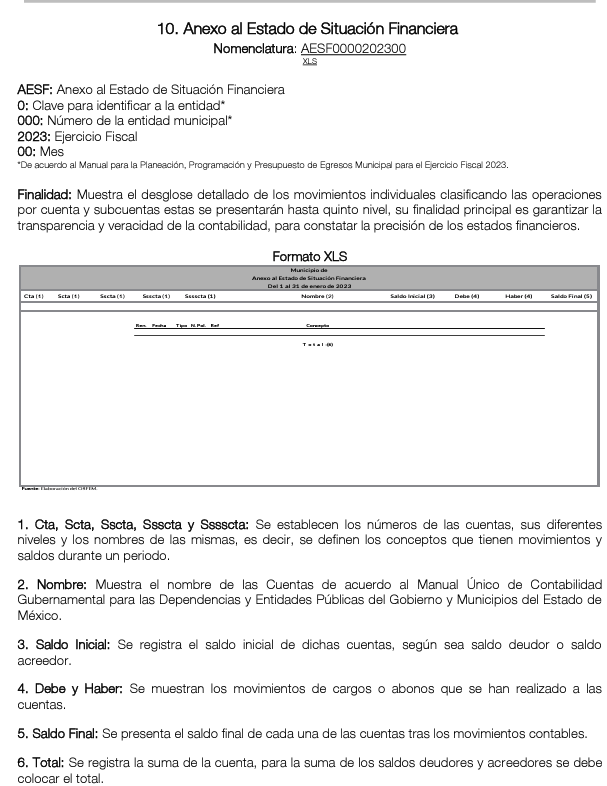 10. Anexo al Estado de Situación Financiera
Nomenclatura: AESF0000202300
XLS
AESF: Anexo al Estado de Situación Financiera
0: Clave para identificar a la entidad*
000: Número de la entidad municipal*
2023: Ejercicio Fiscal
00: Mes
*De acuerdo al Manual para la Planeación, Programación y Presupuesto de Egresos Municipal para el Ejercicio Fiscal 2023.
Finalidad: Muestra el desglose detallado de los movimientos individuales clasificando las operaciones
por cuenta y subcuentas estas se presentarán hasta quinto nivel, su finalidad principal es garantizar la
transparencia y veracidad de la contabilidad, para constatar la precisión de los estados financieros.
Formato XLS
Municipio de
Anexo al Estado de Situación Financiera
Del 1 al 31 de enero de 2023
Cta (1) Scta (1) Sscta (1) Ssscta (1) Sssscta (1) Nombre (2) Saldo Inicial (3) Debe (4) Haber (4) Saldo Final (5)
Ren. Fecha Tipo N.Pol. Ref Concepto
T o t a l (6)
Fuente: Elaboración del OSFEM.
1. Cta, Scta, Sscta, Ssscta y Sssscta: Se establecen los números de las cuentas, sus diferentes
niveles y los nombres de las mismas, es decir, se definen los conceptos que tienen movimientos y
saldos durante un periodo.
2. Nombre: Muestra el nombre de las Cuentas de acuerdo al Manual Único de Contabilidad
Gubernamental para las Dependencias y Entidades Públicas del Gobierno y Municipios del Estado de
México.
3. Saldo Inicial: Se registra el saldo inicial de dichas cuentas, según sea saldo deudor o saldo
acreedor.
4. Debe y Haber: Se muestran los movimientos de cargos o abonos que se han realizado a las
cuentas.
5. Saldo Final: Se presenta el saldo final de cada una de las cuentas tras los movimientos contables.
6. Total: Se registra la suma de la cuenta, para la suma de los saldos deudores y acreedores se debe
colocar el total.